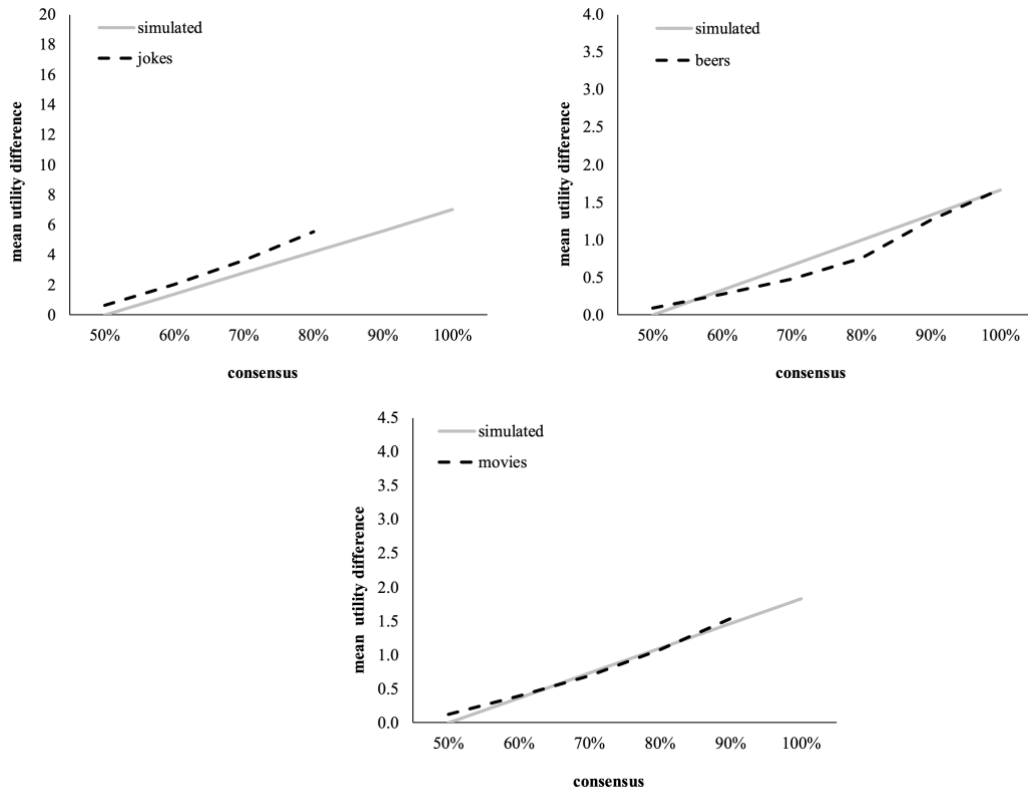 20
18
16
14
12
10
8
6
4
2
0
mean utility difference
simulated
jokes
50% 60% 70% 80% 90% 100%
consensus
4.0
3.5
3.0
2.5
2.0
1.5
1.0
0.5
0.0
mean utility difference
simulated
beers
50% 60% 70% 80% 90% 100%
consensus
4.5
4.0
3.5
3.0
2.5
2.0
1.5
1.0
0.5
0.0
mean utility difference
simulated
movies
50% 60% 70% 80% 90% 100%
consensus